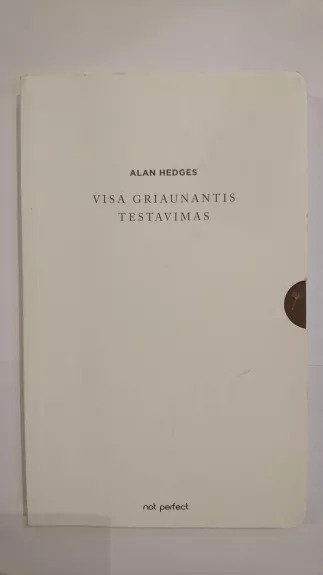 ALAN HEDGES
VISA GRIAUNANTIS
TESTAVIMAS
not perfect